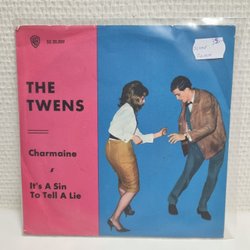 THE
TWENS
Charmaine
It's A Sin
To Tell A Lie